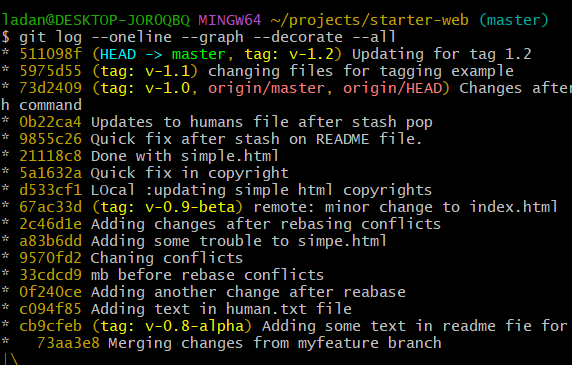 ladan@DESKTOP-JOROQBQ MINGW64 ~/projects/starter-web (master)
$ git log --oneline --graph --decorate --all
* 511098f (HEAD -> master, tag: v-1.2) Updating for tag 1.2
* 5975d55 (tag: v-1.1) changing files for tagging example
* 73d2409 (tag: v-1.0, origin/master, origin/HEAD) Changes after
h command
* 0b22ca4 Updates to humans file after stash pop
* 9855c26 Quick fix after stash on README file.
* 21118c8 Done with simple.html
* 5a1632a Quick fix in copyright
* d533cf1 LOcal :updating simple html copyrights
* 67ac33d (tag: v-0.9-beta) remote: minor change to index.html
* 2c46d1e Adding changes after rebasing conflicts
* a83b6dd Adding some trouble to simpe.html
* 9570fd2 Chaning conflicts
* 33cdcd9 mb before rebase conflicts
* 0f240ce Adding another change after reabase
* c094f85 Adding text in human.txt file
* cb9cfeb (tag: v-0.8-alpha) Adding some text in readme fie for
*   73aa3e8 Merging changes from myfeature branch
|\